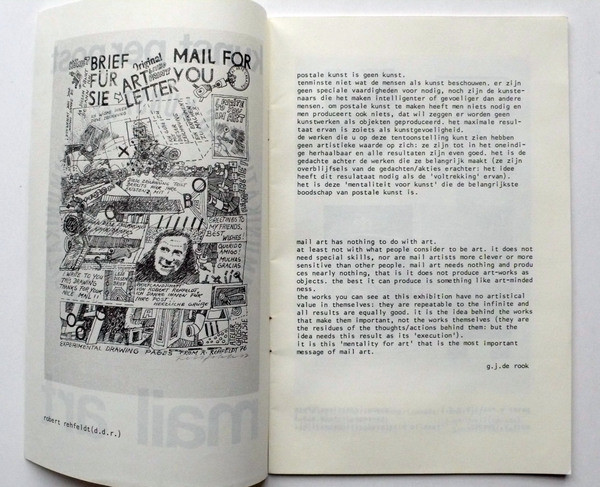 BRIEF
FÜR
SIE
Original
ART
LETTER
MAIL FOR
YOU
GREETINGS TO
MY FRIENDS,
BEST
WISHES
I WROTE TO YOU
THIS DRAWING
THANKS FOR YOUR
NICE MAIL!!
EXPERIMENTAL DRAWING PAGES FROM R. REHFELDT 76
robert rehfeldt(d.d.r.)
postale kunst is geen kunst.
tenminste niet wat de mensen als kunst beschouwen. er zijn
geen speciale vaardigheden voor nodig, noch zijn de kunste-
naars die het maken intelligenter of gevoeliger dan andere
mensen. om postale kunst te maken heeft men niets nodig en
men produceert ook niets, dat wil zeggen er worden geen
kunstwerken als objekten geproduceerd. het maximale resul-
taat ervan is zoiets als kunstgevoeligheid.
de werken die u op deze tentoonstelling kunt zien hebben
geen artistieke waarde op zich: ze zijn tot in het oneindi-
ge herhaalbaar en alle resultaten zijn even goed. het is de
gedachte achter de werken die ze belangrijk maakt (ze zijn
overblijfsels van de gedachten/akties erachter: het idee
heeft dit resulataat nodig als de 'voltrekking' ervan).
het is deze 'mentaliteit voor kunst' die de belangrijkste
boodschap van postale kunst is.
mail art has nothing to do with art.
at least not with what people consider to be art. it does not
need special skills, nor are mail artists more clever or more
sensitive than other people. mail art needs nothing and produ
ces nearly nothing, that is it does not produce art-works as
objects. the best it can produce is something like art-minded
ness.
the works you can see at this exhibition have no artistical
value in themselves: they are repeatable to the infinite and
all results are equally good. it is the idea behind the works
that make them important, not the works themselves (they are
the residues of the thoughts/actions behind them: but the
idea needs this result as its 'execution').
it is this 'mentality for art' that is the most important
message of mail art.
g.j.de rook